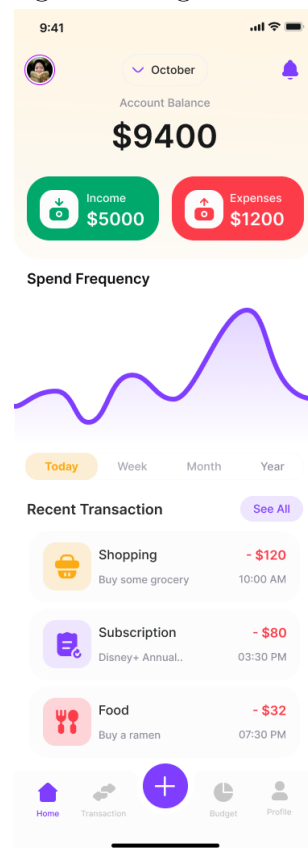 9:41
October
Account Balance
$9400
Income
$5000
Expenses
$1200
Spend Frequency
Today Week Month Year
Recent Transaction See All
Shopping - $120
Buy some grocery 10:00 AM
Subscription - $80
Disney+ Annual.. 03:30 PM
Food - $32
Buy a ramen 07:30 PM
Home Transaction Budget Profile